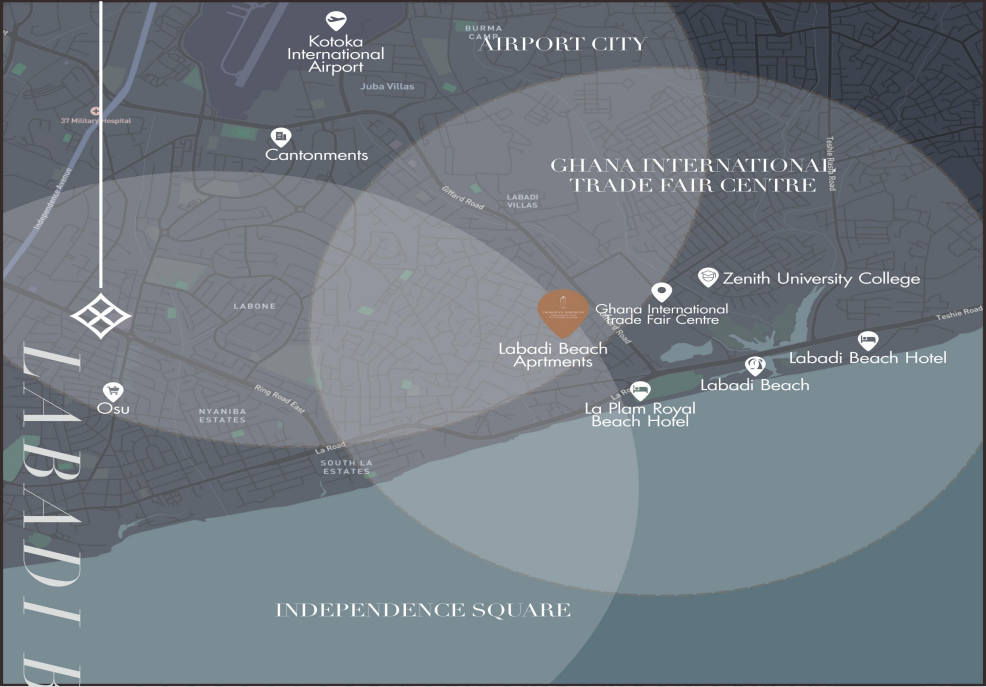 BURMA
CAMP
AIRPORT CITY
Kotoka
International
Airport
Juba Villas
37 Military Hospital
Cantonments
Independence Avenue
GHANA INTERNATIONAL
TRADE FAIR CENTRE
Teshie Road
Giffard Road
LABADI
VILLAS
Zenith University College
LABONE
Ghana International
Trade Fair Centre
Teshie Road
Labadi Beach
Aprtments
Labadi Beach Hotel
Labadi Beach
Osu
Ring Road East
NYANIBA
ESTATES
La Plam Royal
Beach Hotel
La Road
SOUTH LA
ESTATES
INDEPENDENCE SQUARE
LABADI B